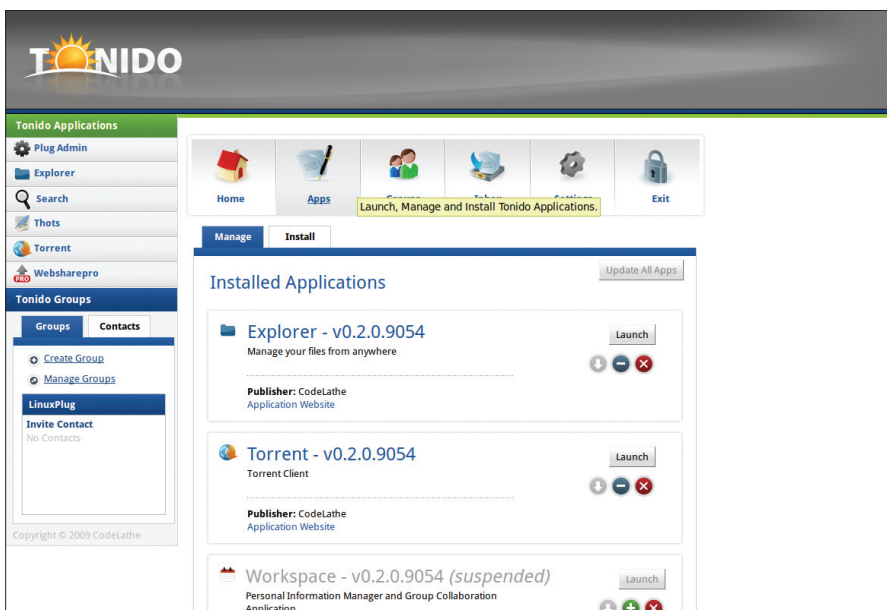 TONIDO
Tonido Applications
Plug Admin
Explorer
Search
Thots
Torrent
PRO Websharepro
Tonido Groups
Groups Contacts
Create Group
Manage Groups
LinuxPlug
Invite Contact
No Contacts
Copyright © 2009 CodeLathe
Home Apps Exit
Launch, Manage and Install Tonido Applications.
Manage Install
Installed Applications
Update All Apps
Explorer - v0.2.0.9054
Launch
Manage your files from anywhere
Publisher: CodeLathe
Application Website
Torrent - v0.2.0.9054
Launch
Torrent Client
Publisher: CodeLathe
Application Website
Workspace - v0.2.0.9054 (suspended)
Launch
Personal Information Manager and Group Collaboration
Application